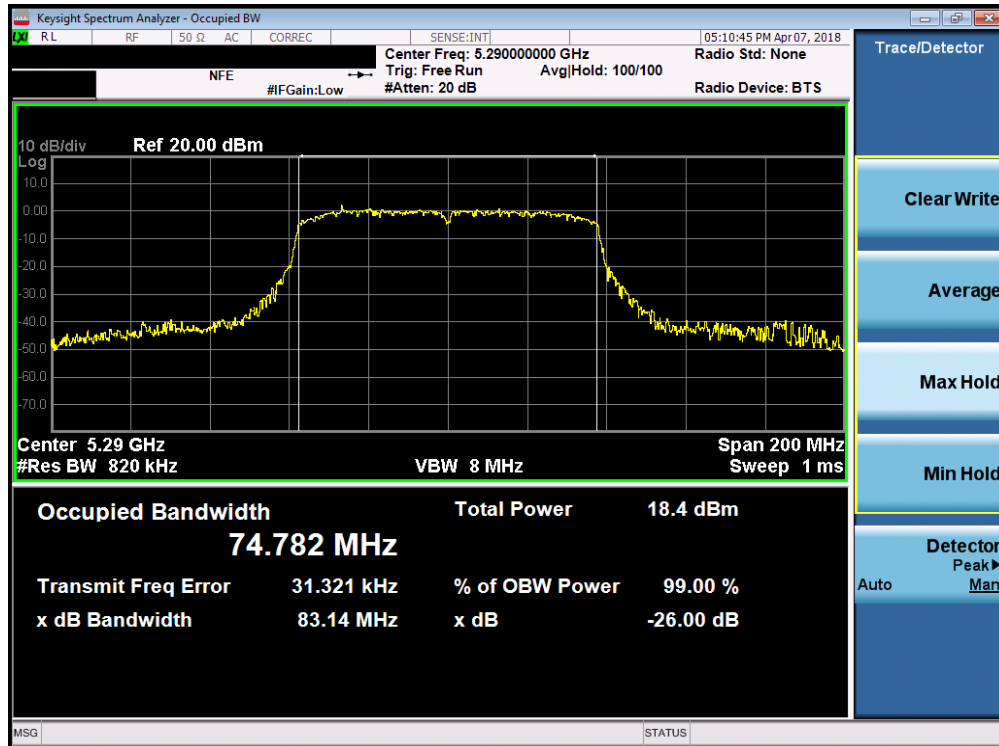 Keysight Spectrum Analyzer - Occupied BW
LXI RL RF 50 Ω AC CORREC SENSE:INT 05:10:45 PM Apr 07, 2018
Center Freq: 5.290000000 GHz Radio Std: None
NFE Trig: Free Run Avg|Hold: 100/100
#IFGain:Low #Atten: 20 dB Radio Device: BTS
Trace/Detector
10 dB/div Ref 20.00 dBm
Log
10.0
0.00
-10.0
-20.0
-30.0
-40.0
-50.0
-60.0
-70.0
Center 5.29 GHz Span 200 MHz
#Res BW 820 kHz VBW 8 MHz Sweep 1 ms
Occupied Bandwidth Total Power 18.4 dBm
74.782 MHz
Transmit Freq Error 31.321 kHz % of OBW Power 99.00 %
x dB Bandwidth 83.14 MHz x dB -26.00 dB
Clear Write
Average
Max Hold
Min Hold
Detector
Peak▶
Auto Man
MSG STATUS